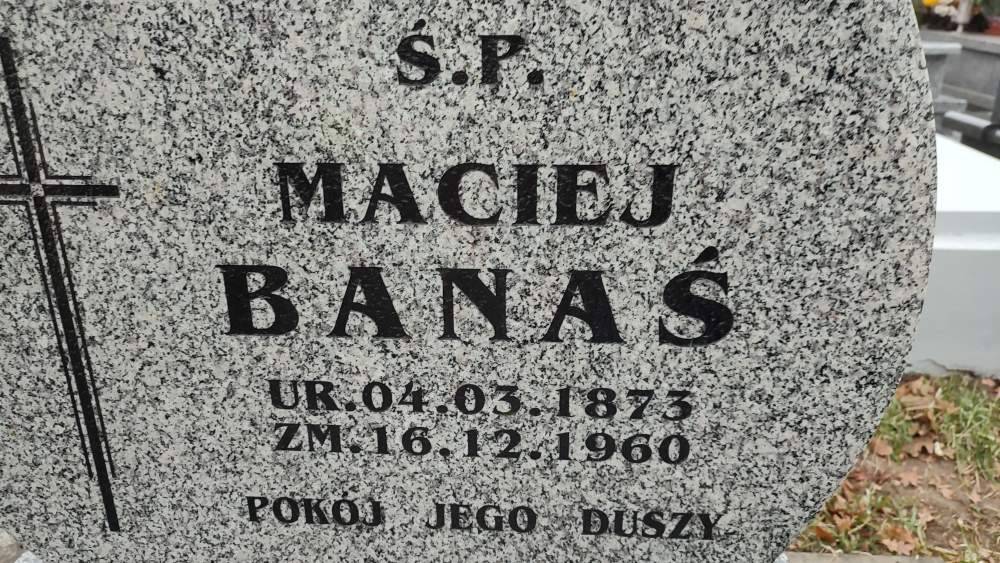 Ś.P.
MACIEJ
BANAŚ
UR.04.03.1873
ZM.16.12.1960
POKÓJ JEGO DUSZY